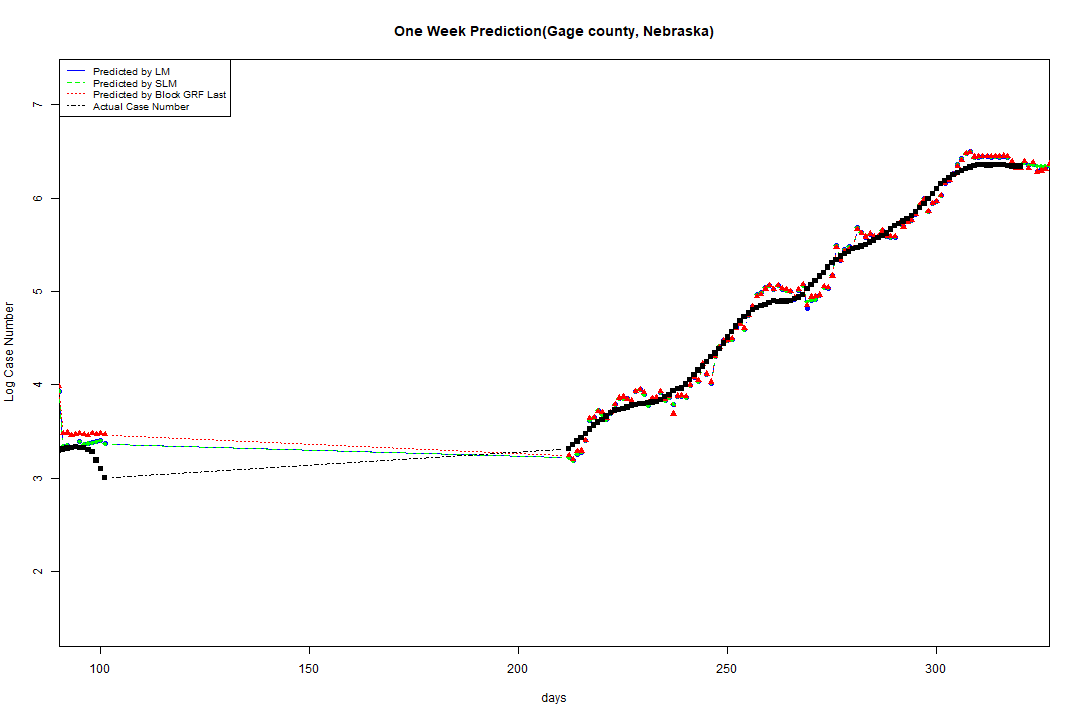 One Week Prediction(Gage county, Nebraska)
Predicted by LM
Predicted by SLM
Predicted by Block GRF Last
Actual Case Number
7
6
5
4
3
2
Log Case Number
100 150 200 250 300
days